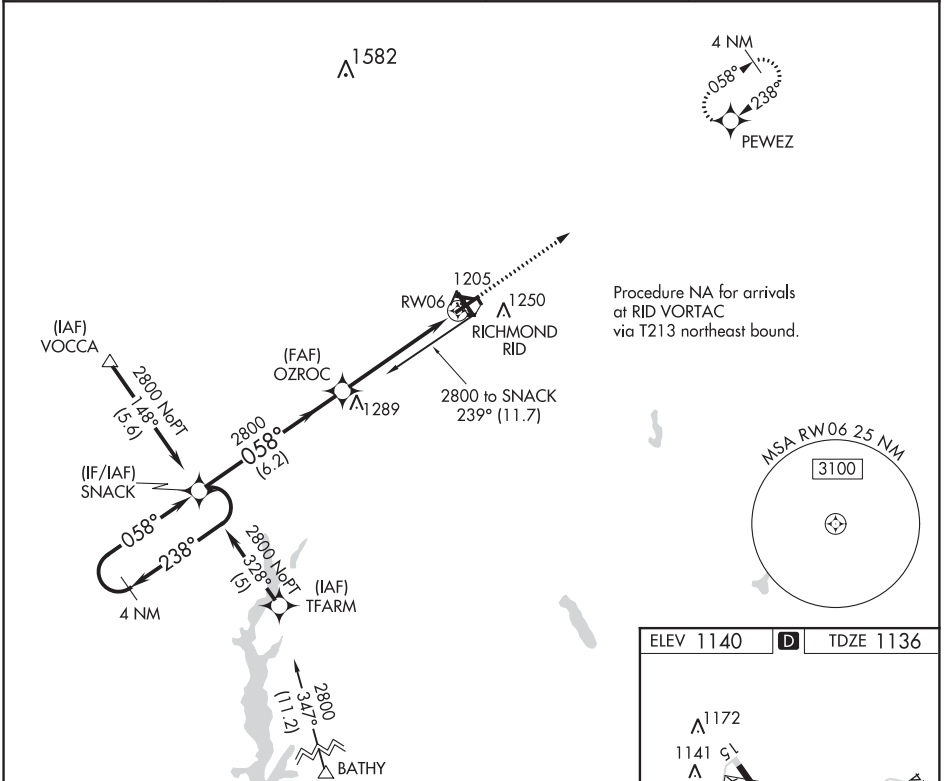 1582
4 NM
058°
238°
PEWEZ
1205
RW06
1250
RICHMOND
RID
Procedure NA for arrivals
at RID VORTAC
via T213 northeast bound.
(IAF)
VOCCA
2800 NoPT
148°
(5.6)
(FAF)
OZROC
1289
2800 to SNACK
239° (11.7)
2800
058°
(6.2)
(IF/IAF)
SNACK
058°
238°
4 NM
2800 NoPT
328°
(5)
(IAF)
TFARM
MSA RW06 25 NM
3100
2800
347°
(11.2)
BATHY
ELEV 1140 D TDZE 1136
1172
1141
15